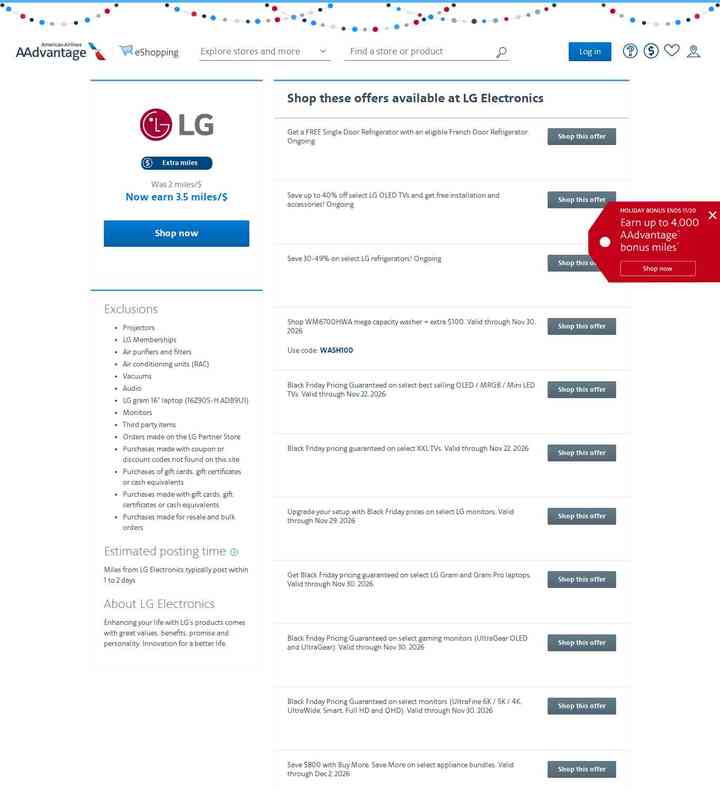 American Airlines
AAdvantage
eShopping
Explore stores and more
Find a store or product
Log in
LG
Extra miles
Was 2 miles/$
Now earn 3.5 miles/$
Shop now
Exclusions
Projectors
LG Memberships
Air purifiers and filters
Air conditioning units (RAC)
Vacuums
Audio
LG gram 16" laptop (16Z90S-H.ADB9U1)
Monitors
Third party items
Orders made on the LG Partner Store
Purchases made with coupon or
discount codes not found on this site
Purchases of gift cards, gift certificates
or cash equivalents
Purchases made with gift cards, gift
certificates or cash equivalents
Purchases made for resale and bulk
orders
Estimated posting time
Miles from LG Electronics typically post within
1 to 2 days
About LG Electronics
Enhancing your life with LG's products comes
with great values, benefits, promise and
personality. Innovation for a better life.
Shop these offers available at LG Electronics
Get a FREE Single Door Refrigerator with an eligible French Door Refrigerator.
Ongoing
Shop this offer
Save up to 40% off select LG OLED TVs and get free installation and
accessories! Ongoing
Shop this offer
Save 30-49% on select LG refrigerators! Ongoing
Shop this o
HOLIDAY BONUS ENDS 11/20
Earn up to 4,000
AAdvantage®
bonus miles*
Shop now
Shop WM6700HWA mega capacity washer + extra $100. Valid through Nov 30,
2026
Use code: WASH100
Shop this offer
Black Friday Pricing Guaranteed on select best selling OLED / MRGB / Mini LED
TVs. Valid through Nov 22, 2026
Shop this offer
Black Friday pricing guaranteed on select XXL TVs. Valid through Nov 22, 2026
Shop this offer
Upgrade your setup with Black Friday prices on select LG monitors. Valid
through Nov 29, 2026
Shop this offer
Get Black Friday pricing guaranteed on select LG Gram and Gram Pro laptops.
Valid through Nov 30, 2026
Shop this offer
Black Friday Pricing Guaranteed on select gaming monitors (UltraGear OLED
and UltraGear). Valid through Nov 30, 2026
Shop this offer
Black Friday Pricing Guaranteed on select monitors (UltraFine 6K / 5K / 4K,
UltraWide, Smart, Full HD and QHD). Valid through Nov 30, 2026
Shop this offer
Save $800 with Buy More, Save More on select appliance bundles. Valid
through Dec 2, 2026
Shop this offer